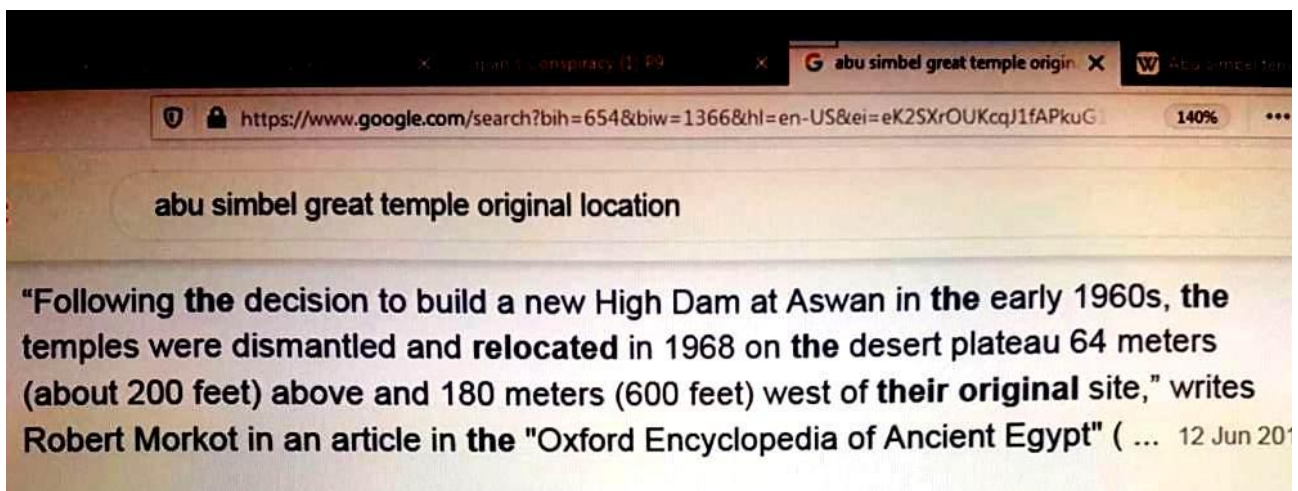 abu simbel great temple origin
https://www.google.com/search?bih=654&biw=1366&hl=en-US&ei=eK2SXrOUKcqJ1fAPkuG
140%
abu simbel great temple original location
“Following the decision to build a new High Dam at Aswan in the early 1960s, the
temples were dismantled and relocated in 1968 on the desert plateau 64 meters
(about 200 feet) above and 180 meters (600 feet) west of their original site,” writes
Robert Morkot in an article in the "Oxford Encyclopedia of Ancient Egypt" ( ... 12 Jun 201